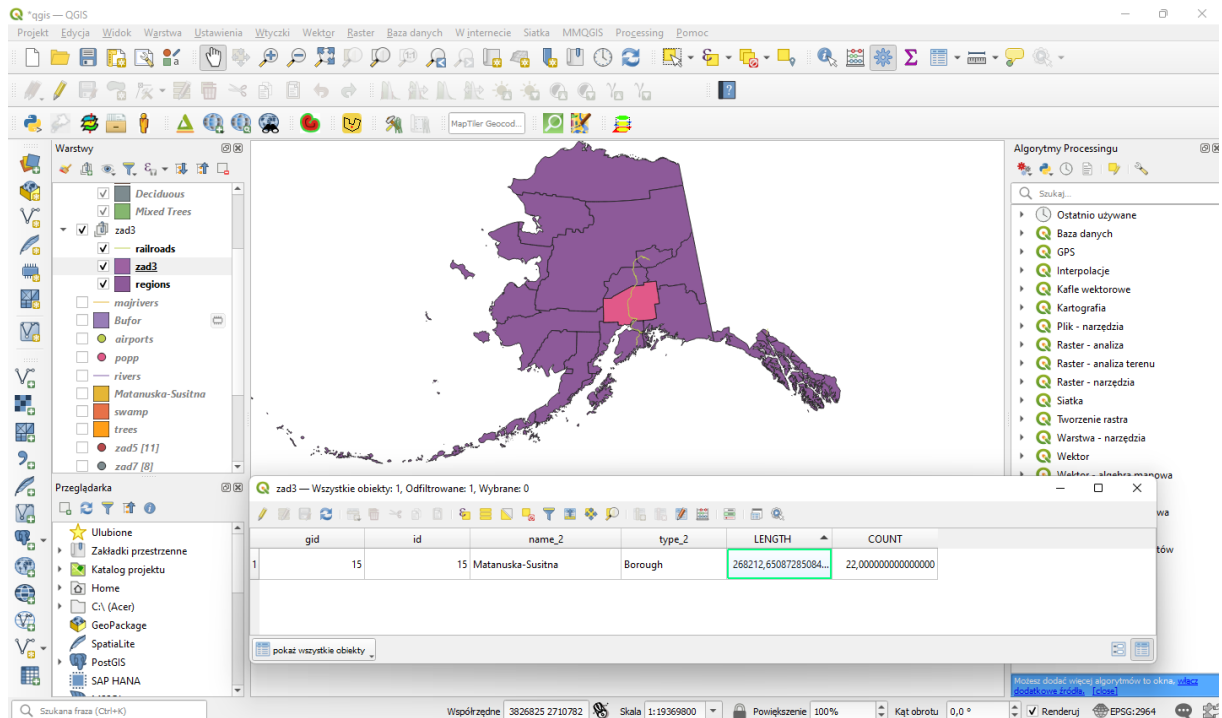 *qgis — QGIS
Projekt Edycja Widok Warstwa Ustawienia Wtyczki Wektor Raster Baza danych W internecie Siatka MMQGIS Processing Pomoc
MapTiler Geocod...
Warstwy
Deciduous
Mixed Trees
zad3
railroads
zad3
regions
majrivers
Bufor
airports
popp
rivers
Matanuska-Susitna
swamp
trees
zad5 [11]
zad7 [8]
Przeglądarka
Ulubione
Zakładki przestrzenne
Katalog projektu
Home
C:\ (Acer)
GeoPackage
SpatiaLite
PostGIS
SAP HANA
Algorytmy Processingu
Szukaj...
Ostatnio używane
Baza danych
GPS
Interpolacje
Kafle wektorowe
Kartografia
Plik - narzędzia
Raster - analiza
Raster - analiza terenu
Raster - narzędzia
Siatka
Tworzenie rastra
Warstwa - narzędzia
Wektor
Wektor - algebra mapowa
zad3 — Wszystkie obiekty: 1, Odfiltrowane: 1, Wybrane: 0
gid id name_2 type_2 LENGTH COUNT
1 15 15 Matanuska-Susitna Borough 268212,65087285084... 22,000000000000000
pokaż wszystkie obiekty
Możesz dodać więcej algorytmów to okna, włącz
dodatkowe źródła. [close]
Szukana fraza (Ctrl+K) Współrzędne 3826825 2710782 Skala 1:19369800 Powiększenie 100% Kąt obrotu 0,0 ° Renderuj EPSG:2964